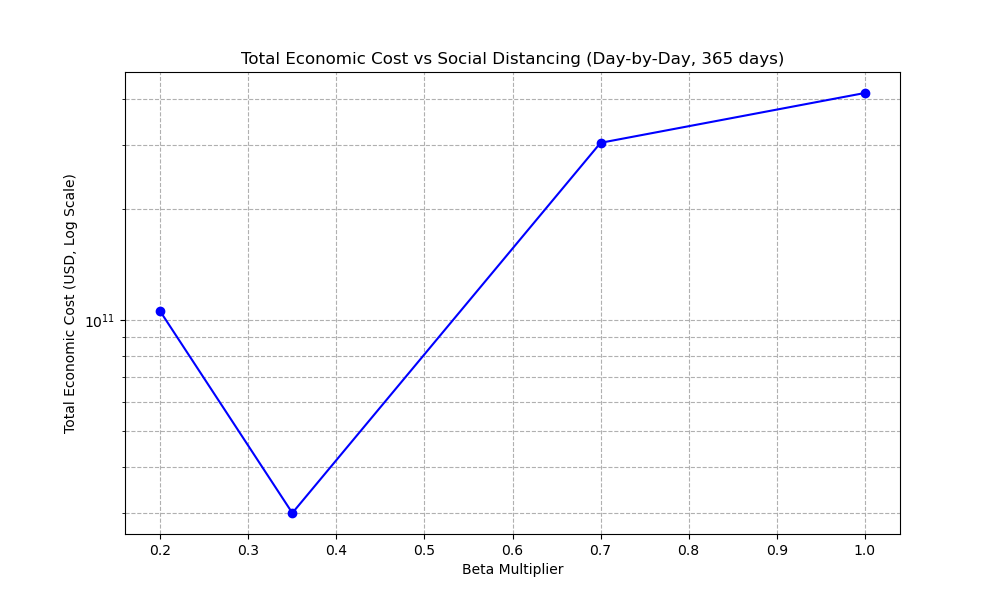 Total Economic Cost vs Social Distancing (Day-by-Day, 365 days)
Total Economic Cost (USD, Log Scale)
10¹¹
0.2 0.3 0.4 0.5 0.6 0.7 0.8 0.9 1.0
Beta Multiplier